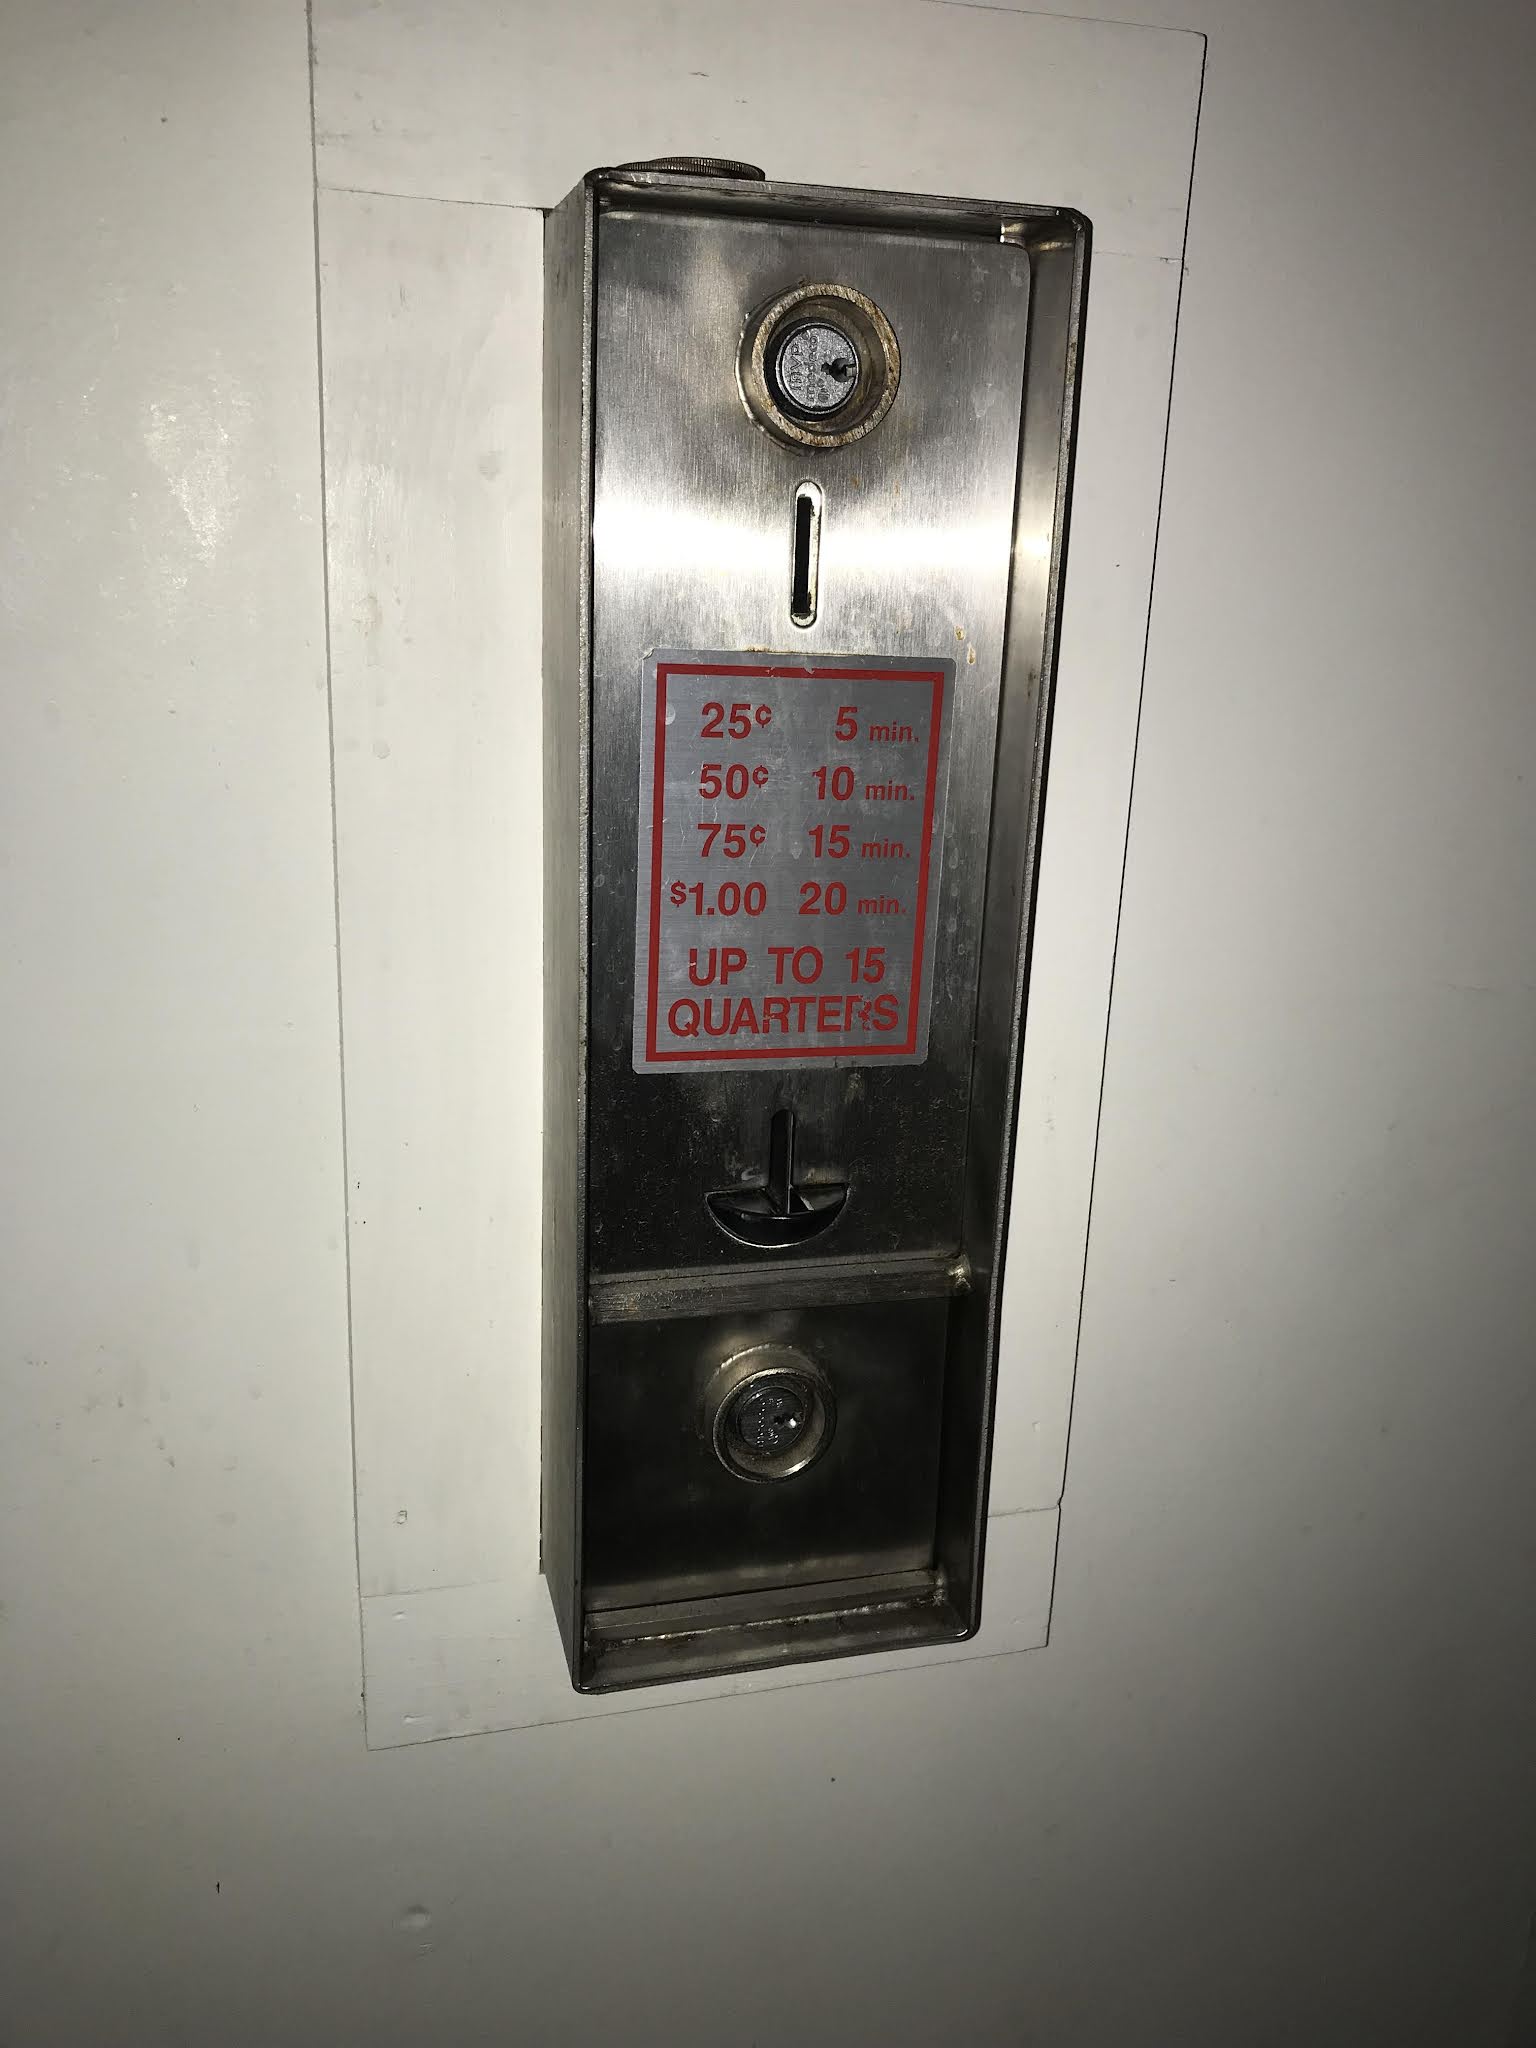 25¢ 5 min.
50¢ 10 min.
75¢ 15 min.
$1.00 20 min.
UP TO 15
QUARTERS